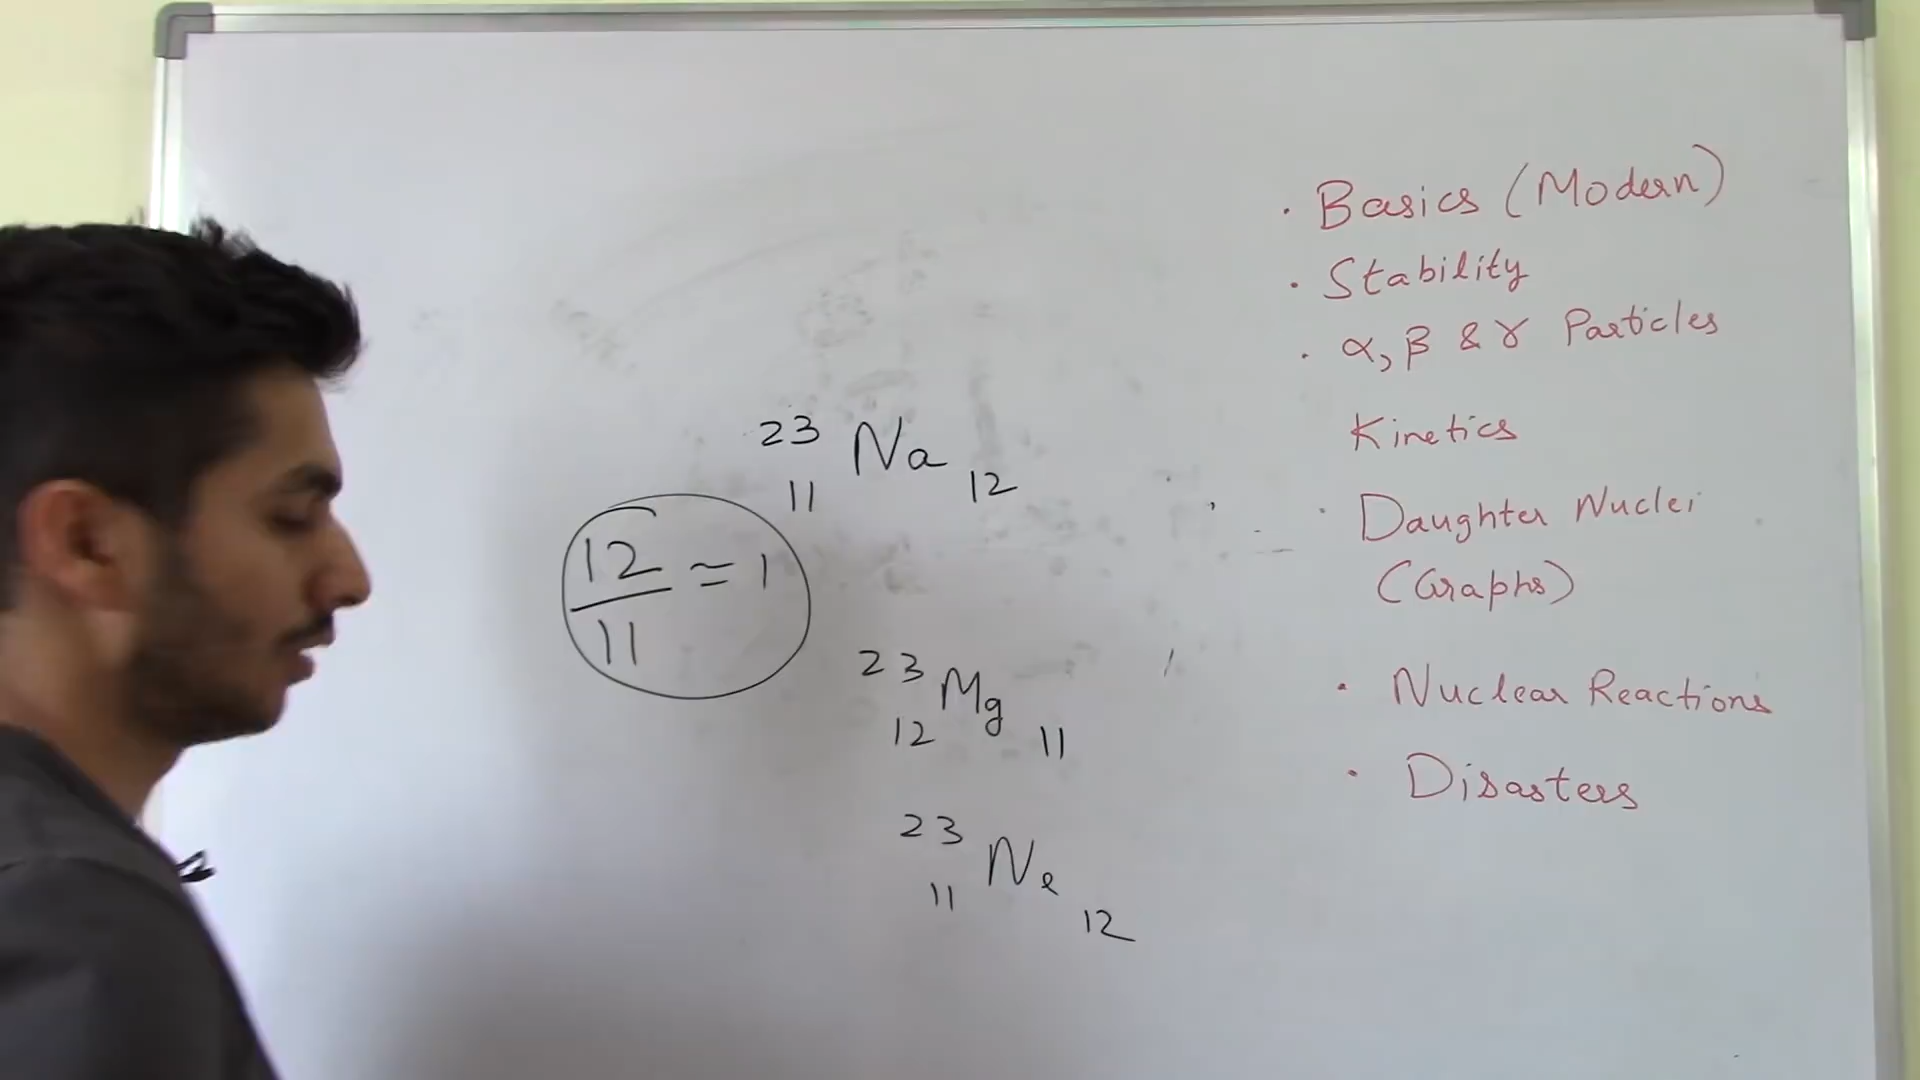 23
Na
11
12
12
— ≃ 1
11
23
Mg
12
11
23
Ne
11
12
· Basics (Modern)
· Stability
· α, β & γ Particles
Kinetics
· Daughter Nuclei
(Graphs)
· Nuclear Reactions
· Disasters